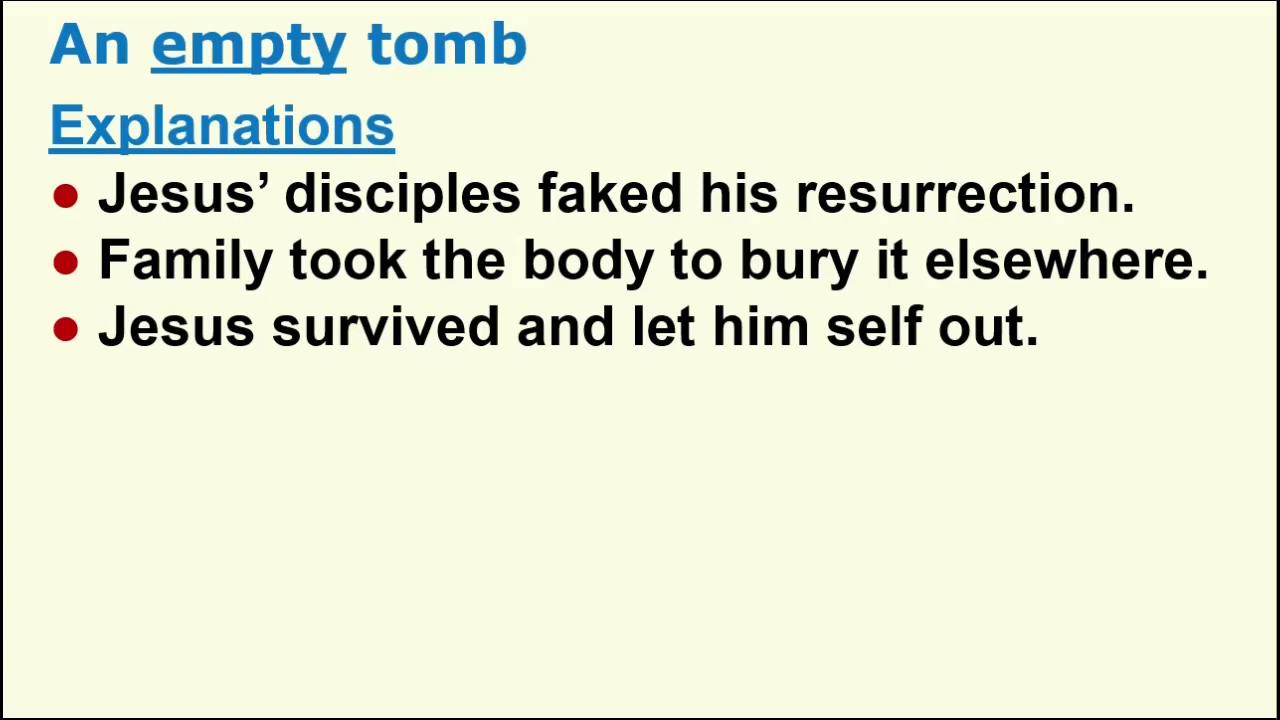 An empty tomb
Explanations
● Jesus’ disciples faked his resurrection.
● Family took the body to bury it elsewhere.
● Jesus survived and let him self out.